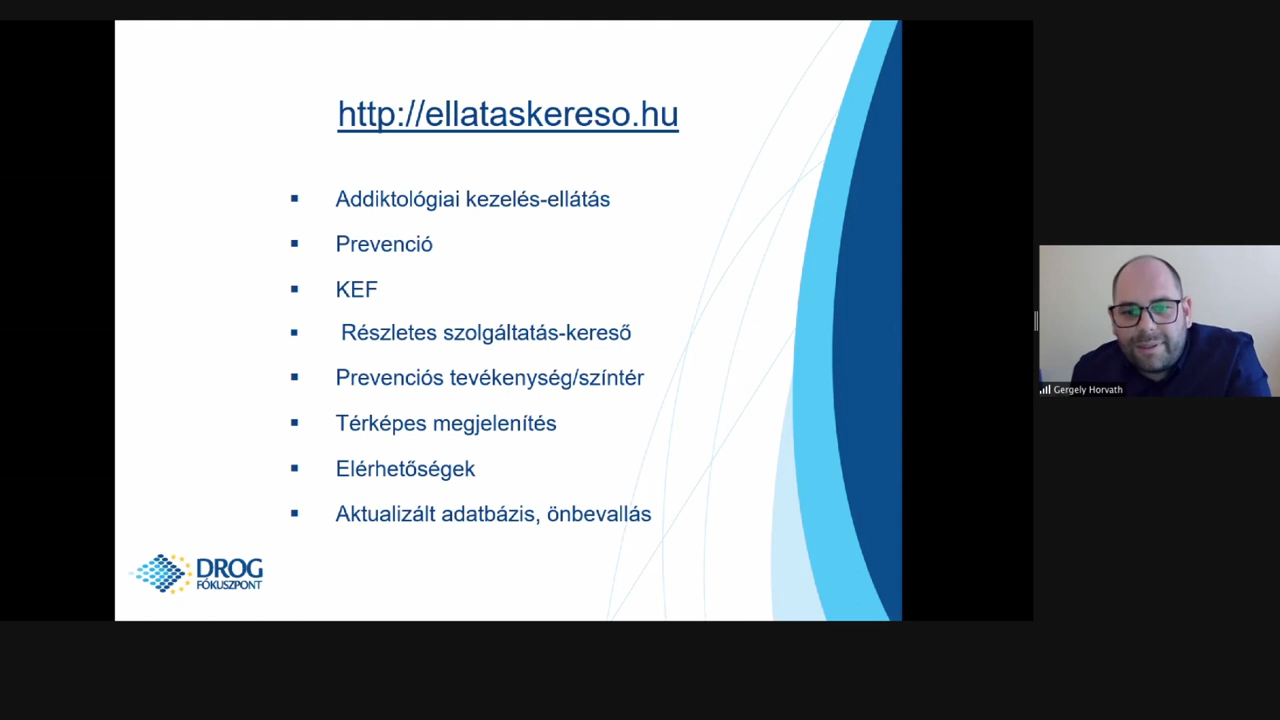 http://ellataskereso.hu
Addiktológiai kezelés-ellátás
Prevenció
KEF
Részletes szolgáltatás-kereső
Prevenciós tevékenység/színtér
Térképes megjelenítés
Elérhetőségek
Aktualizált adatbázis, önbevallás
DROG
FÓKUSZPONT
Gergely Horvath